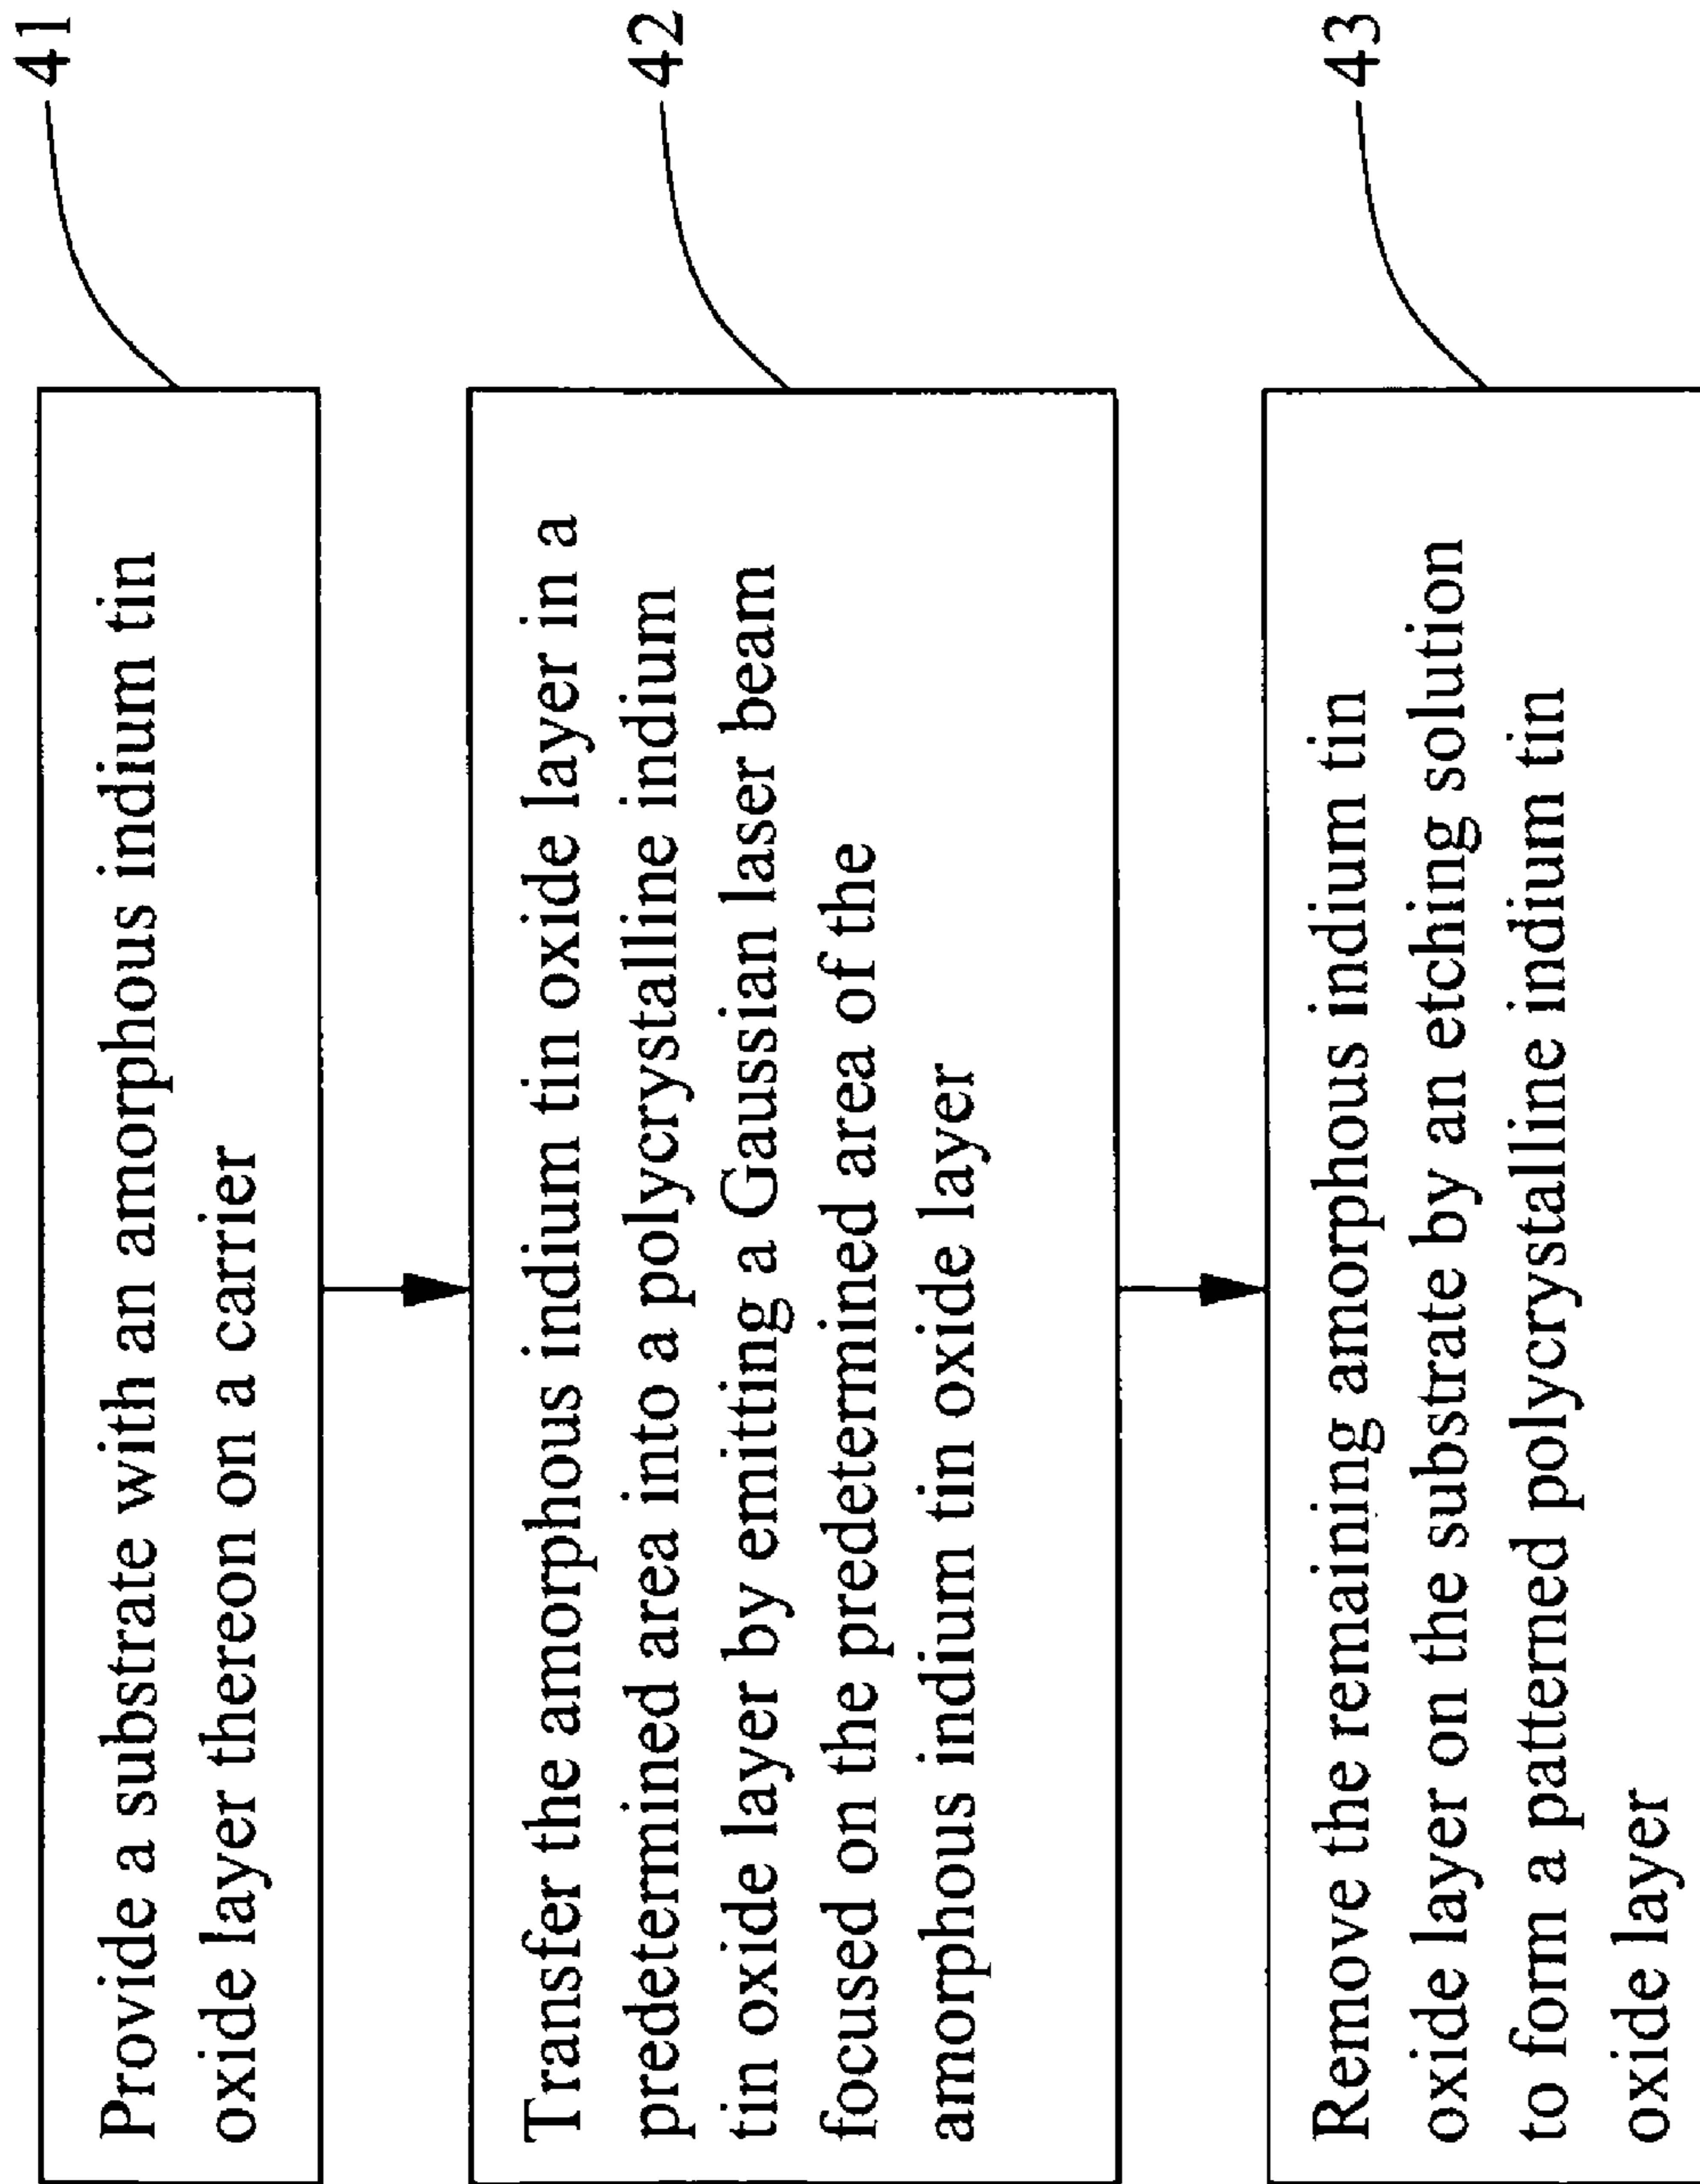 Provide a substrate with an amorphous indium tin
oxide layer thereon on a carrier
41
Transfer the amorphous indium tin oxide layer in a
predetermined area into a polycrystalline indium
tin oxide layer by emitting a Gaussian laser beam
focused on the predetermined area of the
amorphous indium tin oxide layer
42
Remove the remaining amorphous indium tin
oxide layer on the substrate by an etching solution
to form a patterned polycrystalline indium tin
oxide layer
43